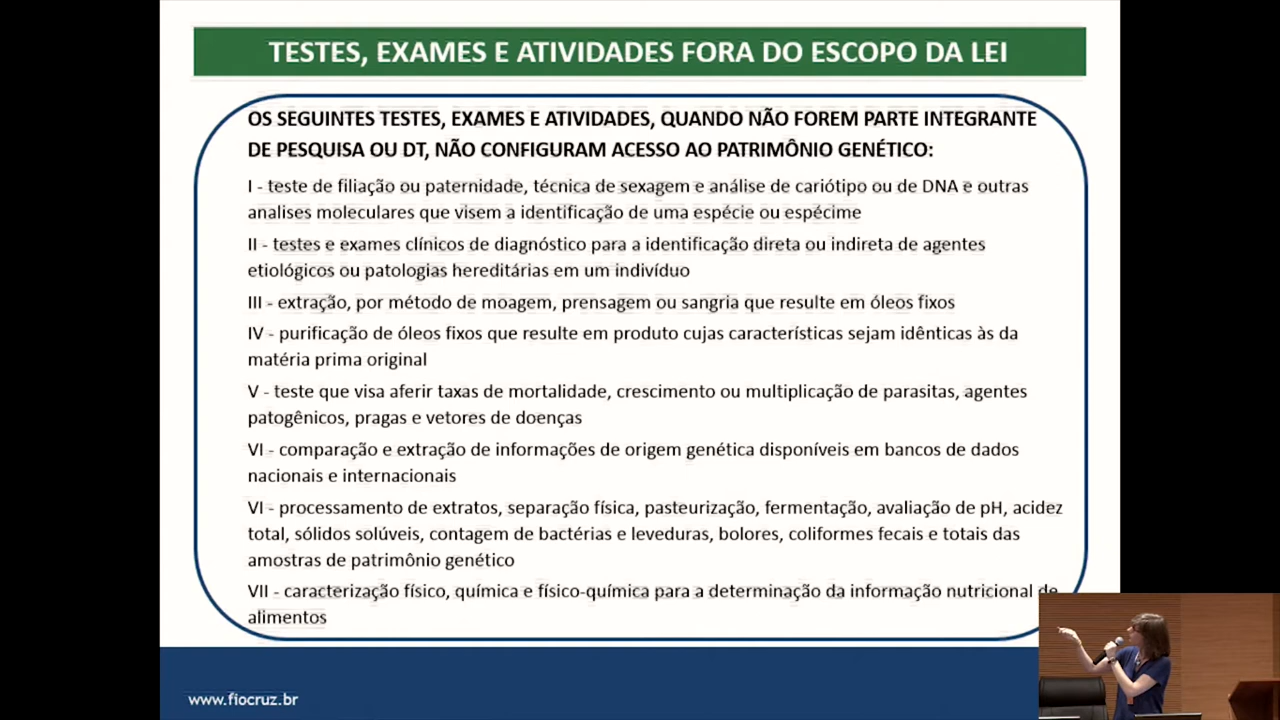 TESTES, EXAMES E ATIVIDADES FORA DO ESCOPO DA LEI
OS SEGUINTES TESTES, EXAMES E ATIVIDADES, QUANDO NÃO FOREM PARTE INTEGRANTE
DE PESQUISA OU DT, NÃO CONFIGURAM ACESSO AO PATRIMÔNIO GENÉTICO:
I - teste de filiação ou paternidade, técnica de sexagem e análise de cariótipo ou de DNA e outras
analises moleculares que visem a identificação de uma espécie ou espécime
II - testes e exames clínicos de diagnóstico para a identificação direta ou indireta de agentes
etiológicos ou patologias hereditárias em um indivíduo
III - extração, por método de moagem, prensagem ou sangria que resulte em óleos fixos
IV - purificação de óleos fixos que resulte em produto cujas características sejam idênticas às da
matéria prima original
V - teste que visa aferir taxas de mortalidade, crescimento ou multiplicação de parasitas, agentes
patogênicos, pragas e vetores de doenças
VI - comparação e extração de informações de origem genética disponíveis em bancos de dados
nacionais e internacionais
VI - processamento de extratos, separação física, pasteurização, fermentação, avaliação de pH, acidez
total, sólidos solúveis, contagem de bactérias e leveduras, bolores, coliformes fecais e totais das
amostras de patrimônio genético
VII - caracterização físico, química e físico-química para a determinação da informação nutricional de
alimentos
www.fiocruz.br